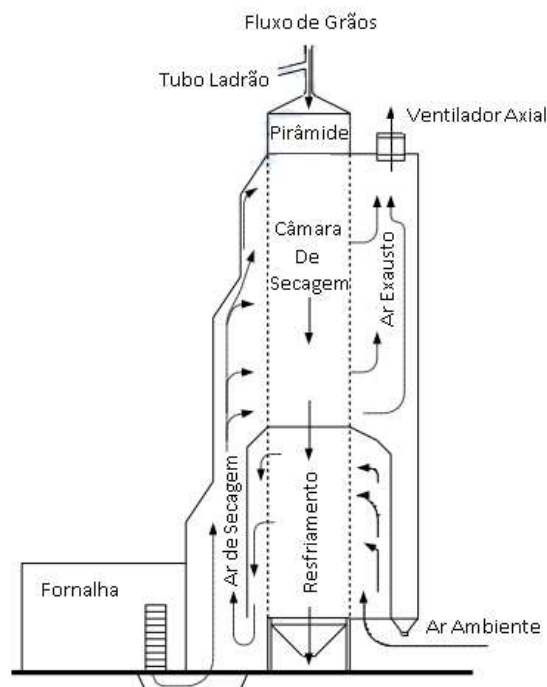 Fluxo de Grãos
Tubo Ladrão
Ventilador Axial
Pirâmide
Câmara
De
Secagem
Ar Exausto
Ar de Secagem
Resfriamento
Fornalha
Ar Ambiente